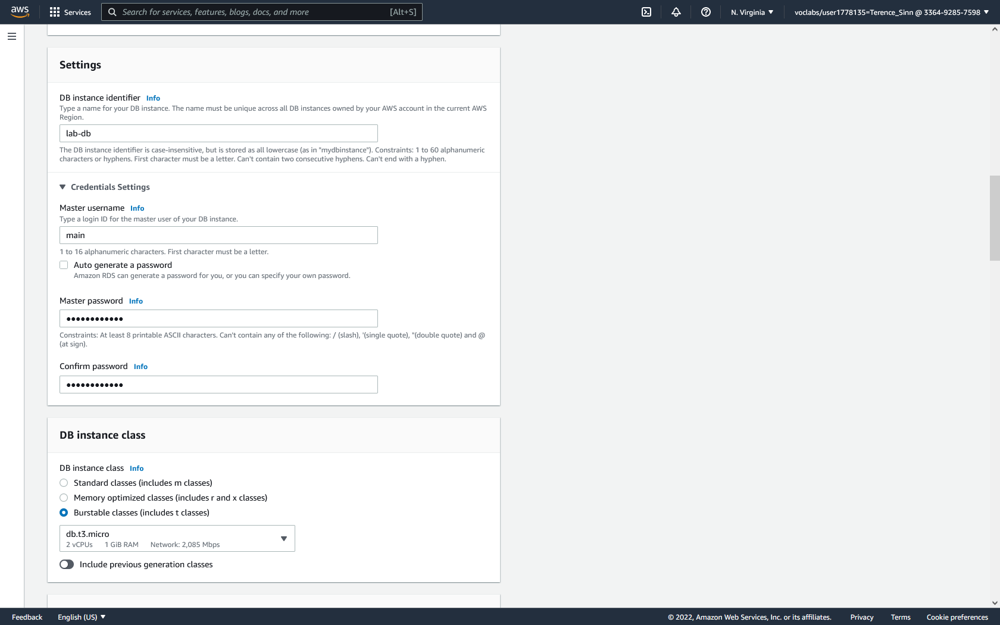 aws
Services
Search for services, features, blogs, docs, and more [Alt+S]
N. Virginia
voclabs/user1778135=Terence_Sinn @ 3364-9285-7598
Settings
DB instance identifier Info
Type a name for your DB instance. The name must be unique across all DB instances owned by your AWS account in the current AWS
Region.
lab-db
The DB instance identifier is case-insensitive, but is stored as all lowercase (as in "mydbinstance"). Constraints: 1 to 60 alphanumeric
characters or hyphens. First character must be a letter. Can't contain two consecutive hyphens. Can't end with a hyphen.
Credentials Settings
Master username Info
Type a login ID for the master user of your DB instance.
main
1 to 16 alphanumeric characters. First character must be a letter.
Auto generate a password
Amazon RDS can generate a password for you, or you can specify your own password.
Master password Info
••••••••••••
Constraints: At least 8 printable ASCII characters. Can't contain any of the following: / (slash), '(single quote), "(double quote) and @
(at sign).
Confirm password Info
••••••••••••
DB instance class
DB instance class Info
Standard classes (includes m classes)
Memory optimized classes (includes r and x classes)
Burstable classes (includes t classes)
db.t3.micro
2 vCPUs 1 GiB RAM Network: 2,085 Mbps
Include previous generation classes
Feedback English (US) © 2022, Amazon Web Services, Inc. or its affiliates. Privacy Terms Cookie preferences